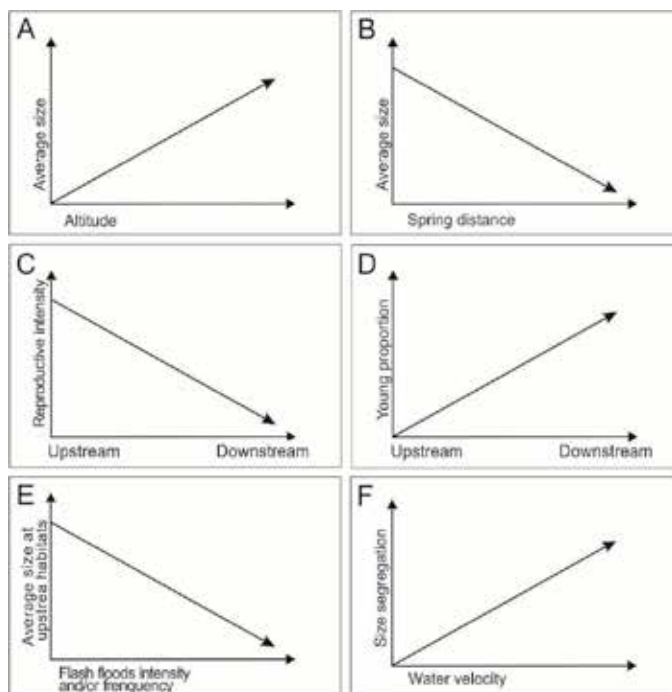 A
Average size
Altitude
B
Average size
Spring distance
C
Reproductive intensity
Upstream
Downstream
D
Young proportion
Upstream
Downstream
E
Average size at
upstrea habitats
Flash floods intensity
and/or frenquency
F
Size segregation
Water velocity